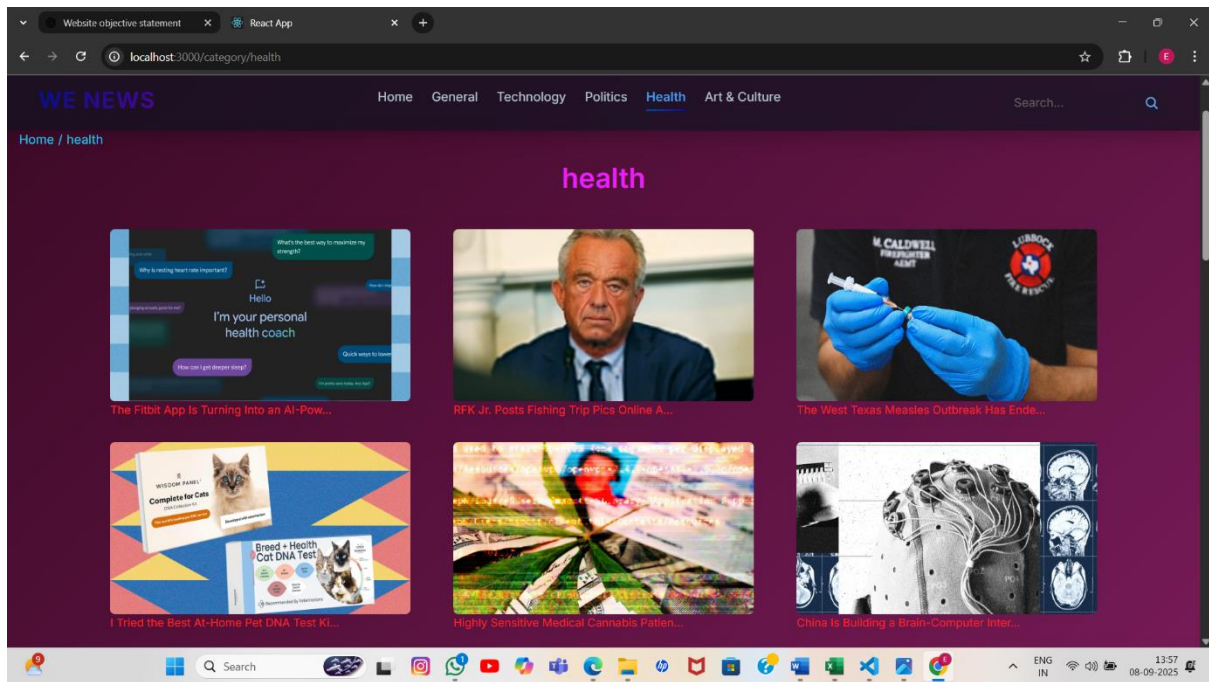 Website objective statement
React App
localhost:3000/category/health
E
WE NEWS
Home General Technology Politics Health Art & Culture
Search...
Home / health
health
What's the best way to maximize my strength?
Why is resting heart rate important?
Hello
I'm your personal
health coach
Quick ways to lower
How can I get deeper sleep?
M. CALDWELL
FIREFIGHTER
AEMT
LUBBOCK
FIRE RESCUE
The Fitbit App Is Turning Into an AI-Pow...
RFK Jr. Posts Fishing Trip Pics Online A...
The West Texas Measles Outbreak Has Ende...
WISDOM PANEL
Complete for Cats
Breed + Health
Cat DNA Test
I Tried the Best At-Home Pet DNA Test Ki...
Highly Sensitive Medical Cannabis Patien...
China Is Building a Brain-Computer Inter...
9
Search
1
ENG
IN
13:57
08-09-2025